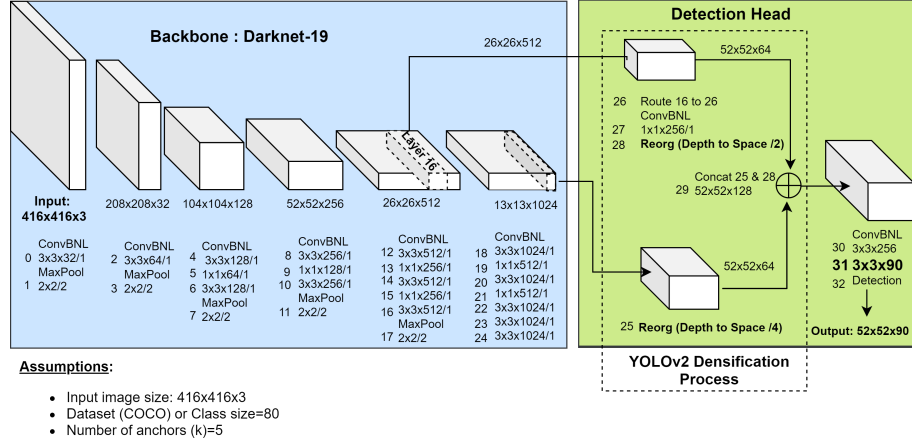 Backbone : Darknet-19
Input:
416x416x3
208x208x32
104x104x128
52x52x256
26x26x512
13x13x1024
Layer 16
26x26x512
ConvBNL
0 3x3x32/1
MaxPool
1 2x2/2
ConvBNL
2 3x3x64/1
MaxPool
3 2x2/2
ConvBNL
4 3x3x128/1
5 1x1x64/1
6 3x3x128/1
MaxPool
7 2x2/2
ConvBNL
8 3x3x256/1
9 1x1x128/1
10 3x3x256/1
MaxPool
11 2x2/2
ConvBNL
12 3x3x512/1
13 1x1x256/1
14 3x3x512/1
15 1x1x256/1
16 3x3x512/1
MaxPool
17 2x2/2
ConvBNL
18 3x3x1024/1
19 1x1x512/1
20 3x3x1024/1
21 1x1x512/1
22 3x3x1024/1
23 3x3x1024/1
24 3x3x1024/1
Detection Head
52x52x64
26 Route 16 to 26
ConvBNL
27 1x1x256/1
28 Reorg (Depth to Space /2)
Concat 25 & 28
29 52x52x128
52x52x64
25 Reorg (Depth to Space /4)
ConvBNL
30 3x3x256
31 3x3x90
32 Detection
Output: 52x52x90
YOLOv2 Densification
Process
Assumptions:
• Input image size: 416x416x3
• Dataset (COCO) or Class size=80
• Number of anchors (k)=5